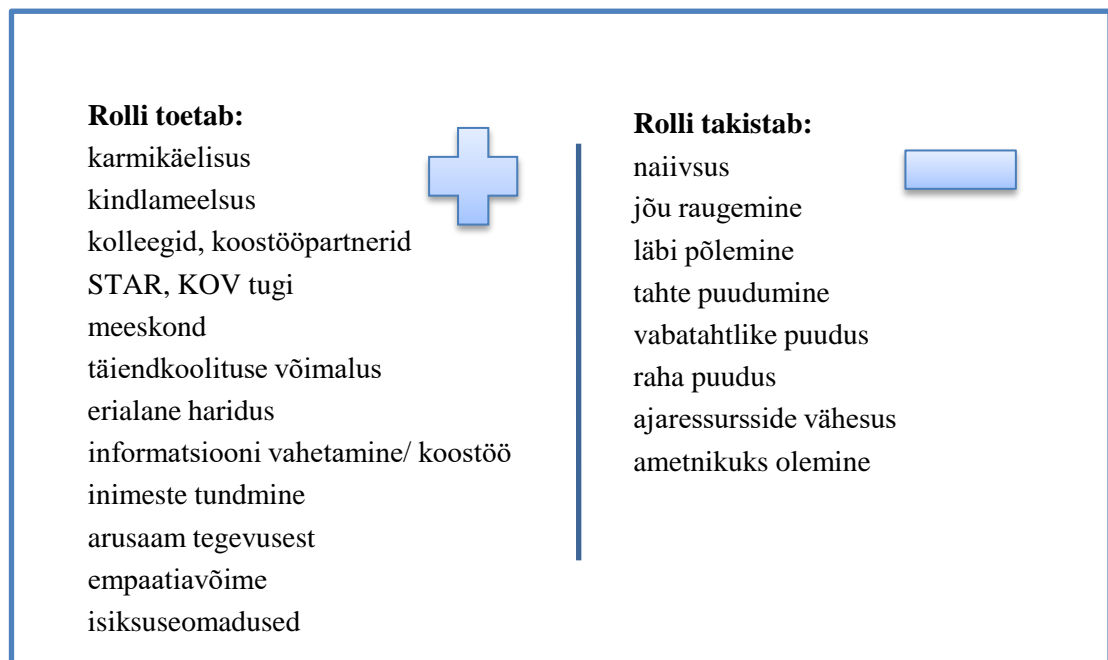 Rolli toetab:
karmikäelisus
kindlameelsus
kolleegid, koostööpartnerid
STAR, KOV tugi
meeskond
täiendkoolituse võimalus
erialane haridus
informatsiooni vahetamine/ koostöö
inimeste tundmine
arusaam tegevusest
empaatiavõime
isiksuseomadused
Rolli takistab:
naiivsus
jõu raugemine
läbi põlemine
tahte puudumine
vabatahtlike puudus
raha puudus
ajaressursside vähesus
ametnikuks olemine